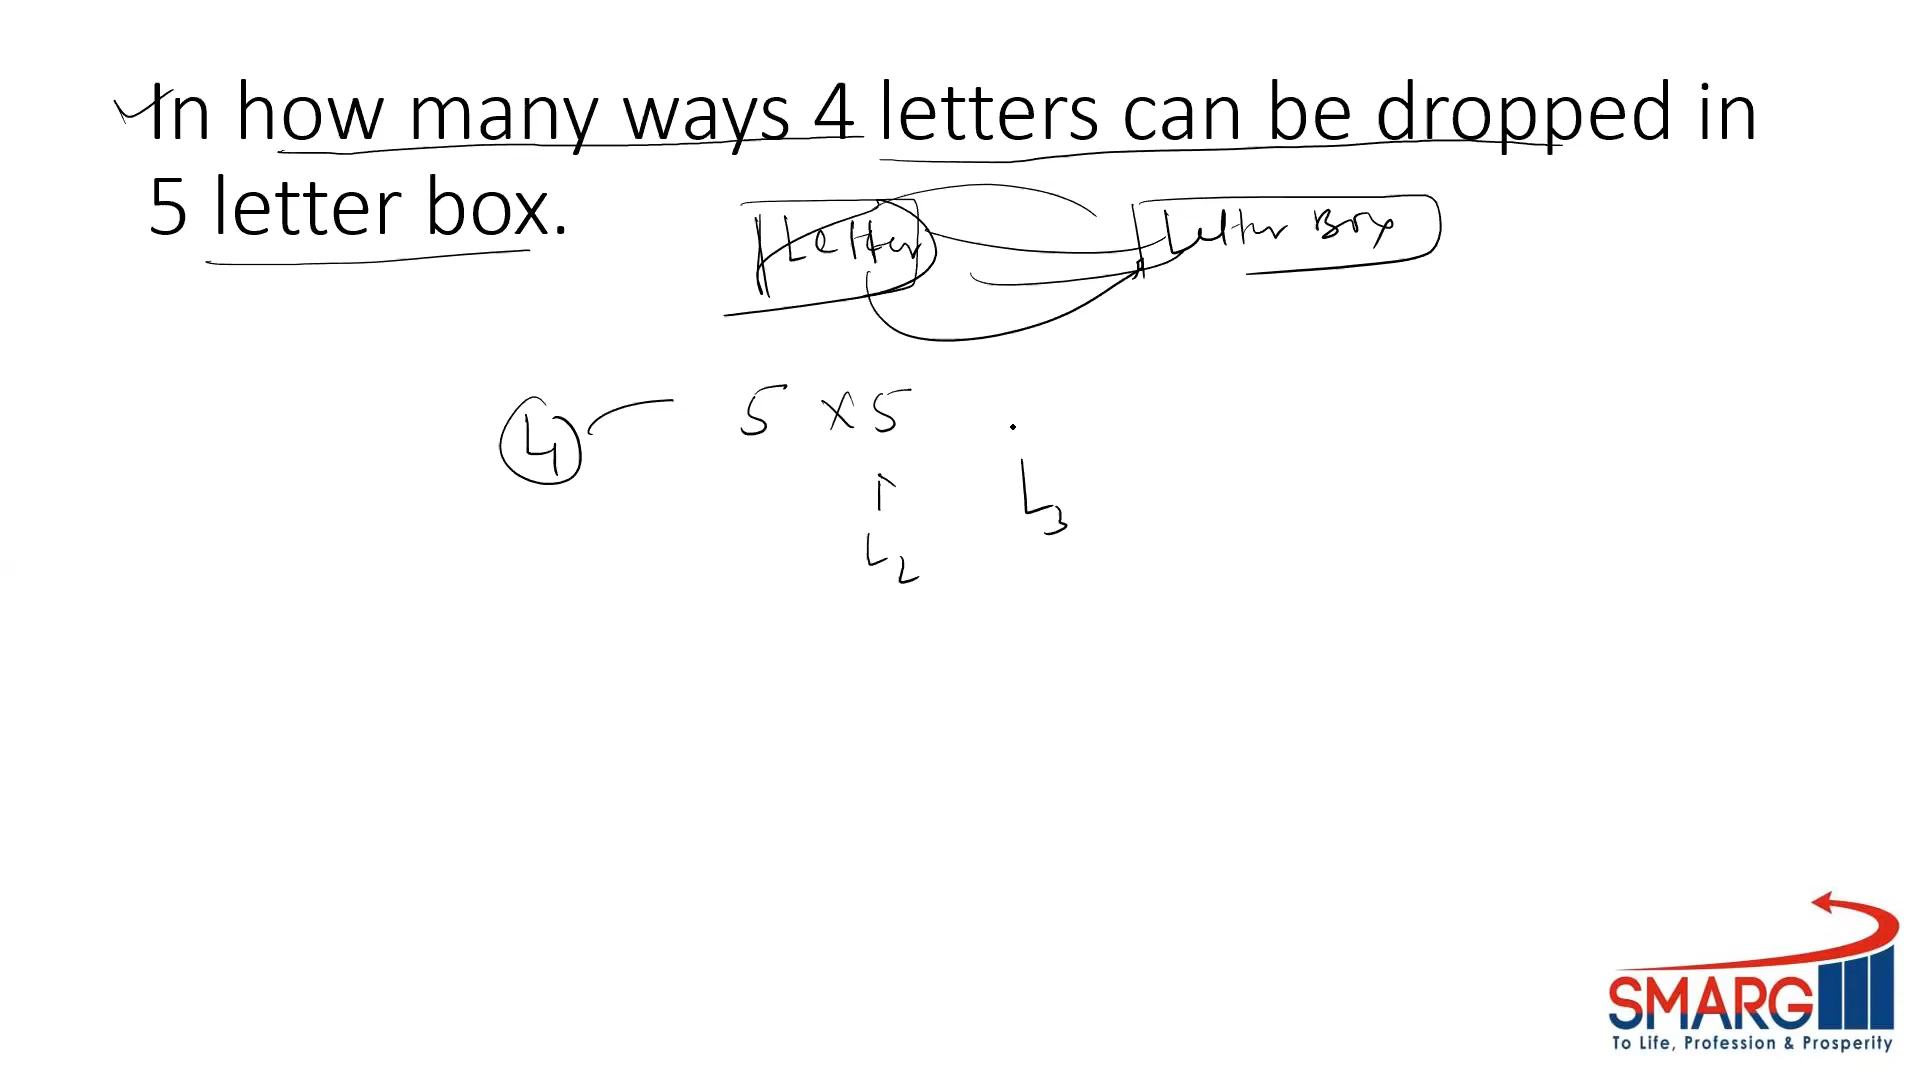 In how many ways 4 letters can be dropped in
5 letter box.
Letter
Letter Box
4
5 × 5
L2
L3
SMARG
To Life, Profession & Prosperity